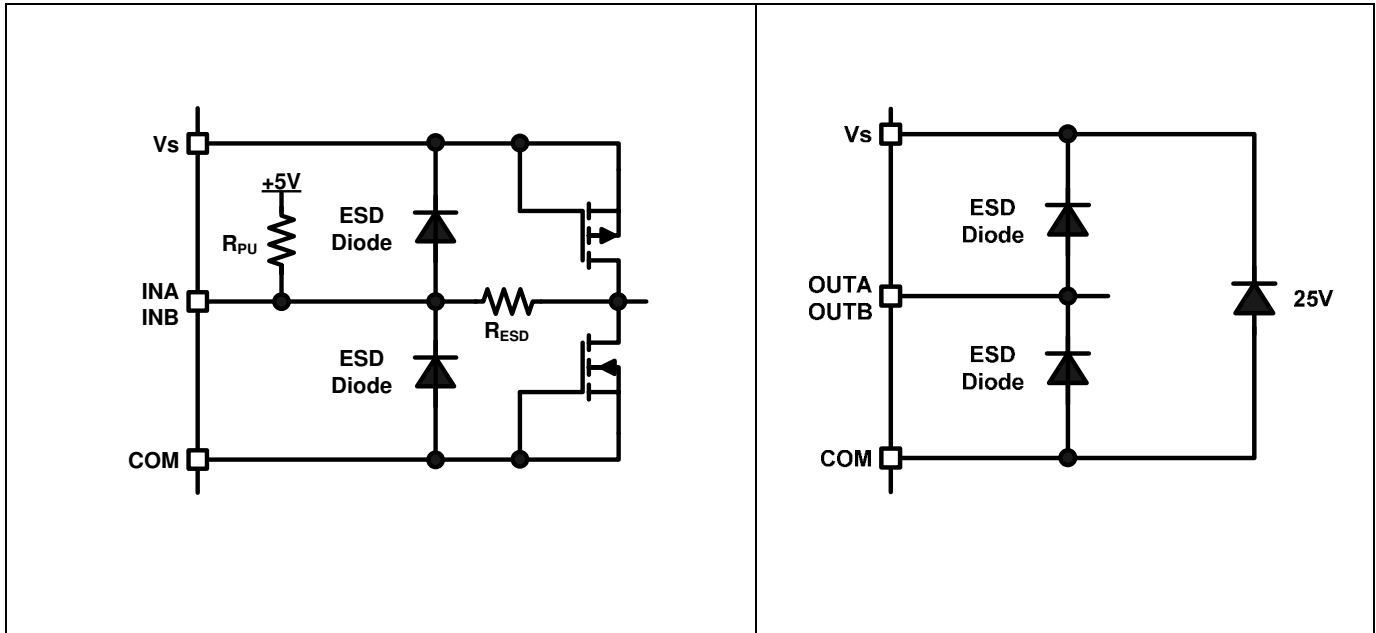 Vs
+5V
RPU
ESD
Diode
INA
INB
RESD
ESD
Diode
COM
Vs
ESD
Diode
OUTA
OUTB
25V
ESD
Diode
COM